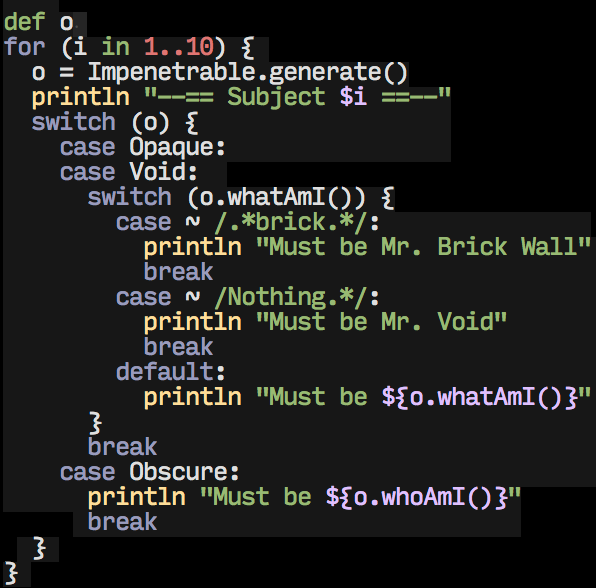 def o
for (i in 1..10) {
  o = Impenetrable.generate()
  println "--== Subject $i ==--"
  switch (o) {
    case Opaque:
    case Void:
      switch (o.whatAmI()) {
        case ~ /.*brick.*/:
          println "Must be Mr. Brick Wall"
          break
        case ~ /Nothing.*/:
          println "Must be Mr. Void"
          break
        default:
          println "Must be ${o.whatAmI()}"
      }
      break
    case Obscure:
      println "Must be ${o.whoAmI()}"
      break
  }
}